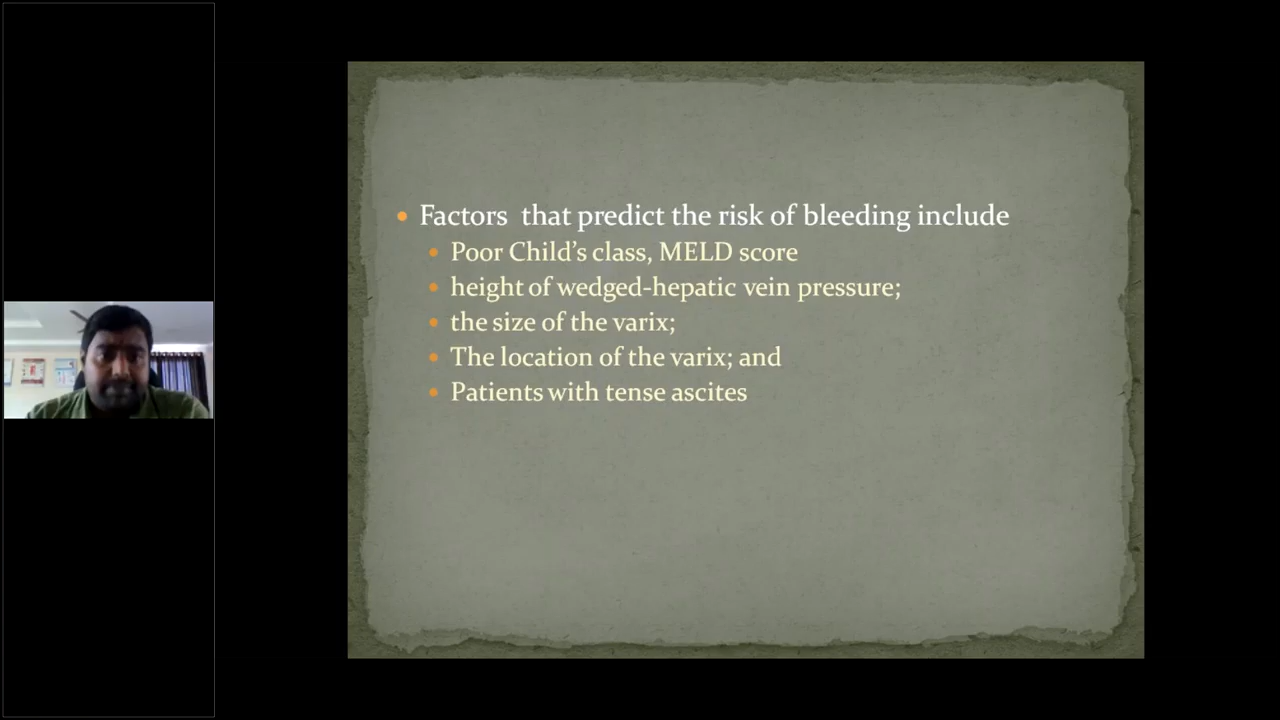 Factors that predict the risk of bleeding include
Poor Child's class, MELD score
height of wedged-hepatic vein pressure;
the size of the varix;
The location of the varix; and
Patients with tense ascites